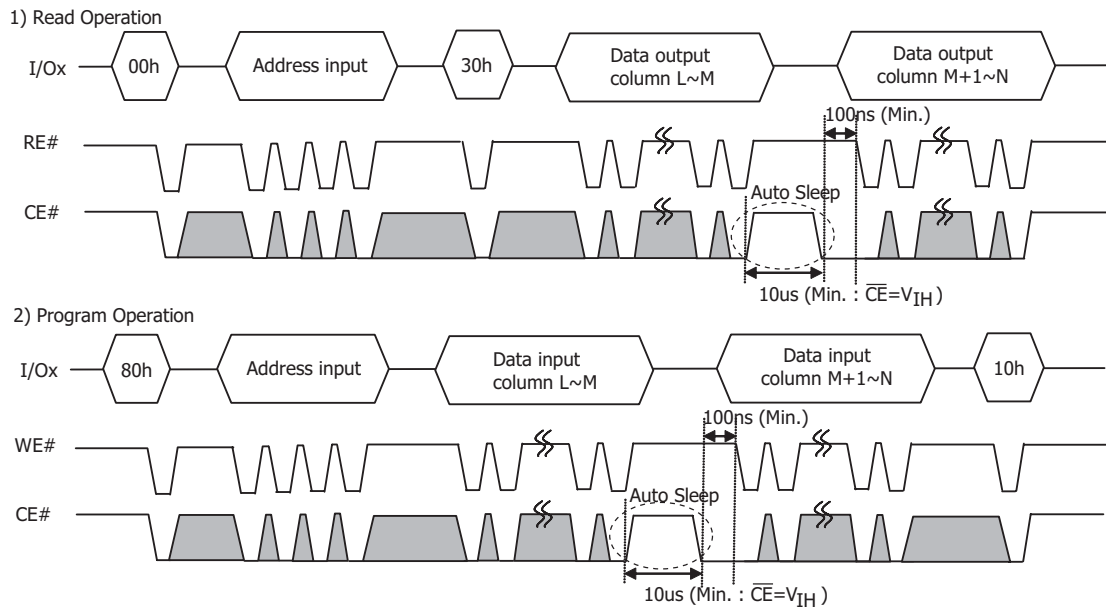 1) Read Operation
I/Ox
00h
Address input
30h
Data output
column L~M
Data output
column M+1~N
100ns (Min.)
RE#
Auto Sleep
CE#
10us (Min. : CE=VIH )
2) Program Operation
I/Ox
80h
Address input
Data input
column L~M
Data input
column M+1~N
10h
100ns (Min.)
WE#
Auto Sleep
CE#
10us (Min. : CE=VIH )